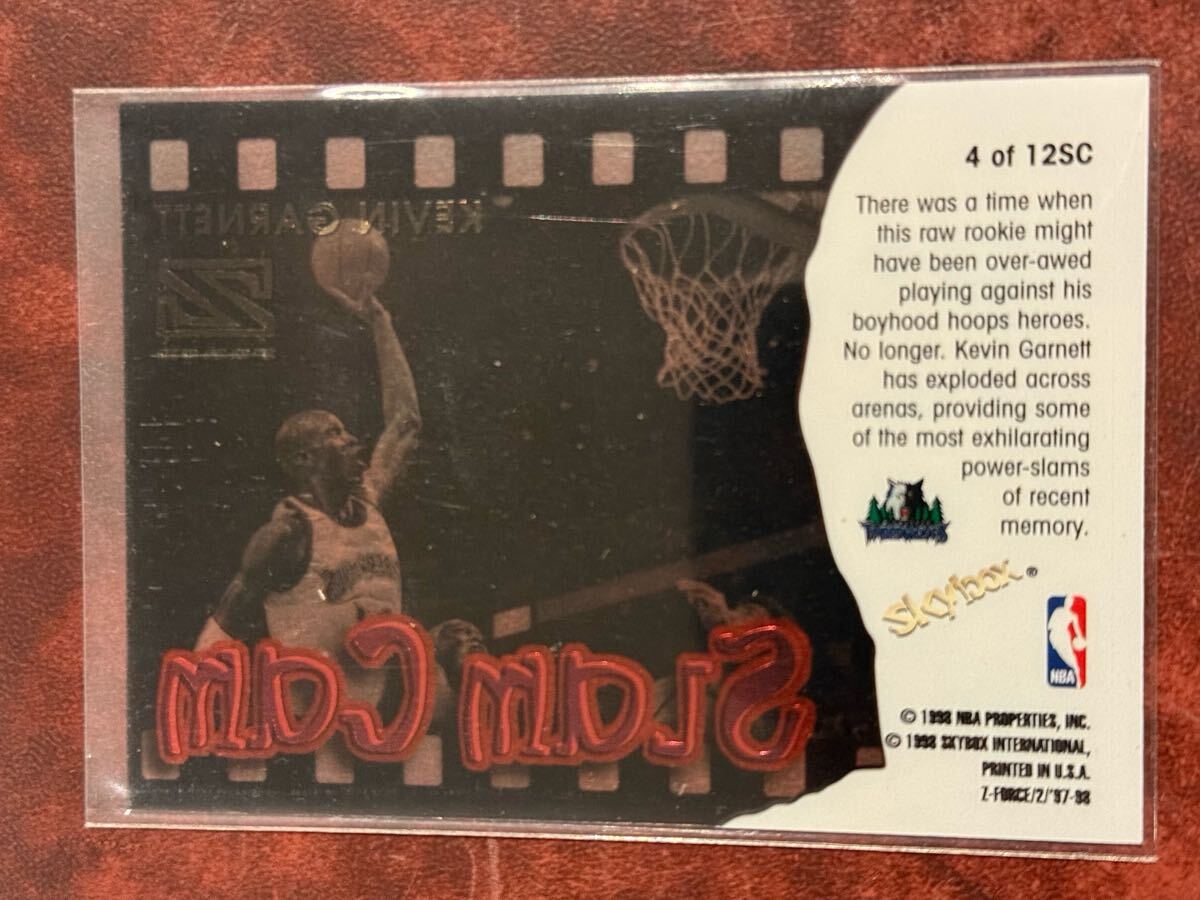 4 of 12SC
There was a time when
this raw rookie might
have been over-awed
playing against his
boyhood hoops heroes.
No longer. Kevin Garnett
has exploded across
arenas, providing some
of the most exhilarating
power-slams
of recent
memory.
KEVIN GARNETT
Z
Slam Cam
TIMBERWOLVES
SkyBox ®
NBA
© 1998 NBA PROPERTIES, INC.
© 1998 SKYBOX INTERNATIONAL,
PRINTED IN U.S.A.
Z-FORCE/2/'97-98